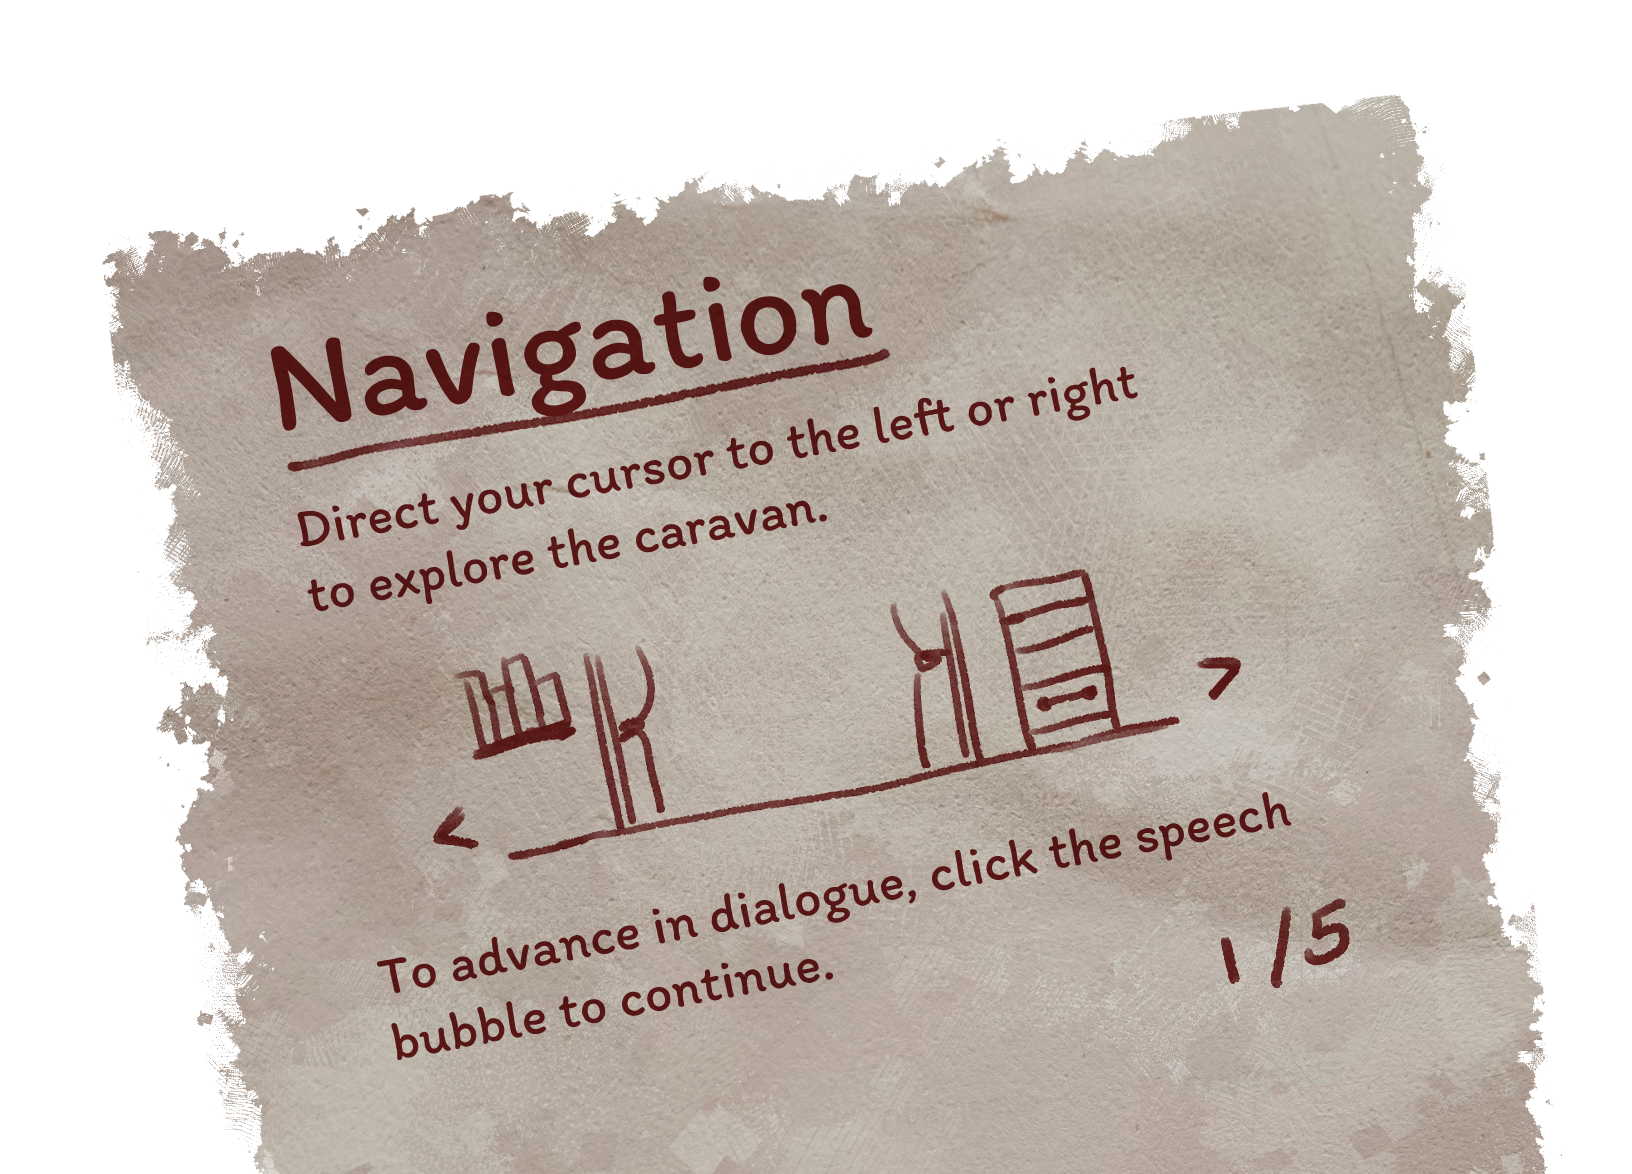 Navigation
Direct your cursor to the left or right
to explore the caravan.
To advance in dialogue, click the speech
bubble to continue.
1/5